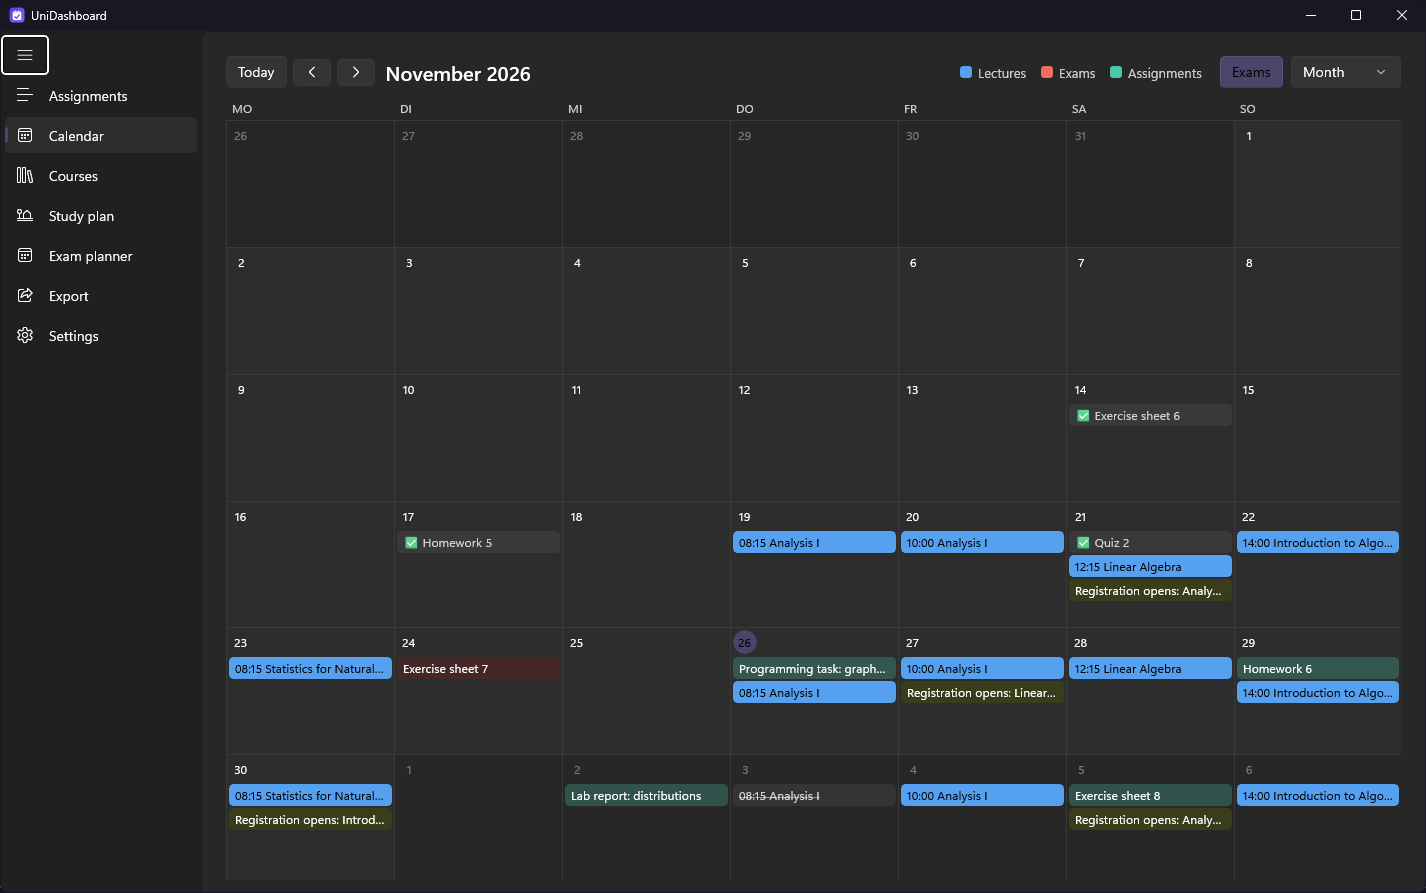 UniDashboard
Assignments
Calendar
Courses
Study plan
Exam planner
Export
Settings
Today November 2026 Lectures Exams Assignments Exams Month
MO DI MI DO FR SA SO
26 27 28 29 30 31 1
2 3 4 5 6 7 8
9 10 11 12 13 14 15
Exercise sheet 6
16 17 18 19 20 21 22
Homework 5 08:15 Analysis I 10:00 Analysis I Quiz 2 14:00 Introduction to Algo...
12:15 Linear Algebra
Registration opens: Analy...
23 24 25 26 27 28 29
08:15 Statistics for Natural... Exercise sheet 7 Programming task: graph... 10:00 Analysis I 12:15 Linear Algebra Homework 6
08:15 Analysis I Registration opens: Linear... 14:00 Introduction to Algo...
30 1 2 3 4 5 6
08:15 Statistics for Natural... Lab report: distributions 08:15 Analysis I 10:00 Analysis I Exercise sheet 8 14:00 Introduction to Algo...
Registration opens: Introd... Registration opens: Analy...